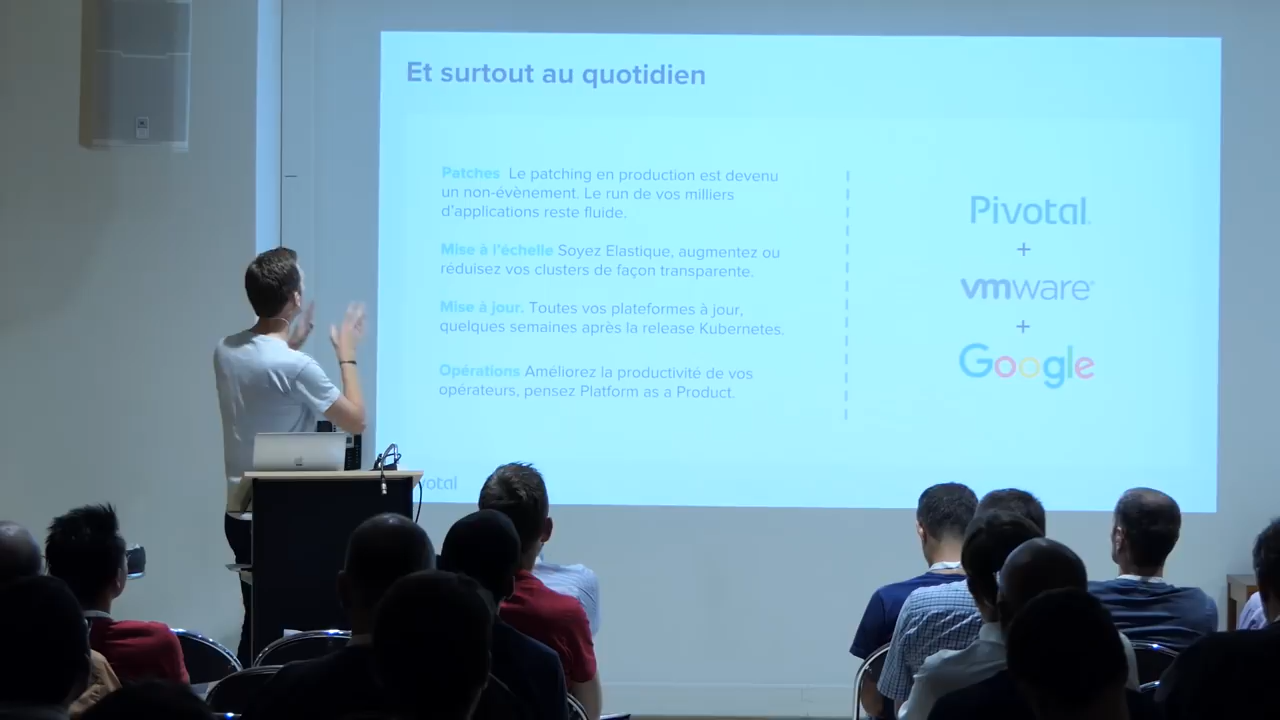 Et surtout au quotidien
Patches Le patching en production est devenu
un non-évènement. Le run de vos milliers
d'applications reste fluide.
Mise à l'échelle Soyez Elastique, augmentez ou
réduisez vos clusters de façon transparente.
Mise à jour. Toutes vos plateformes à jour,
quelques semaines après la release Kubernetes.
Opérations Améliorez la productivité de vos
opérateurs, pensez Platform as a Product.
Pivotal
+
vmware
+
Google
votal